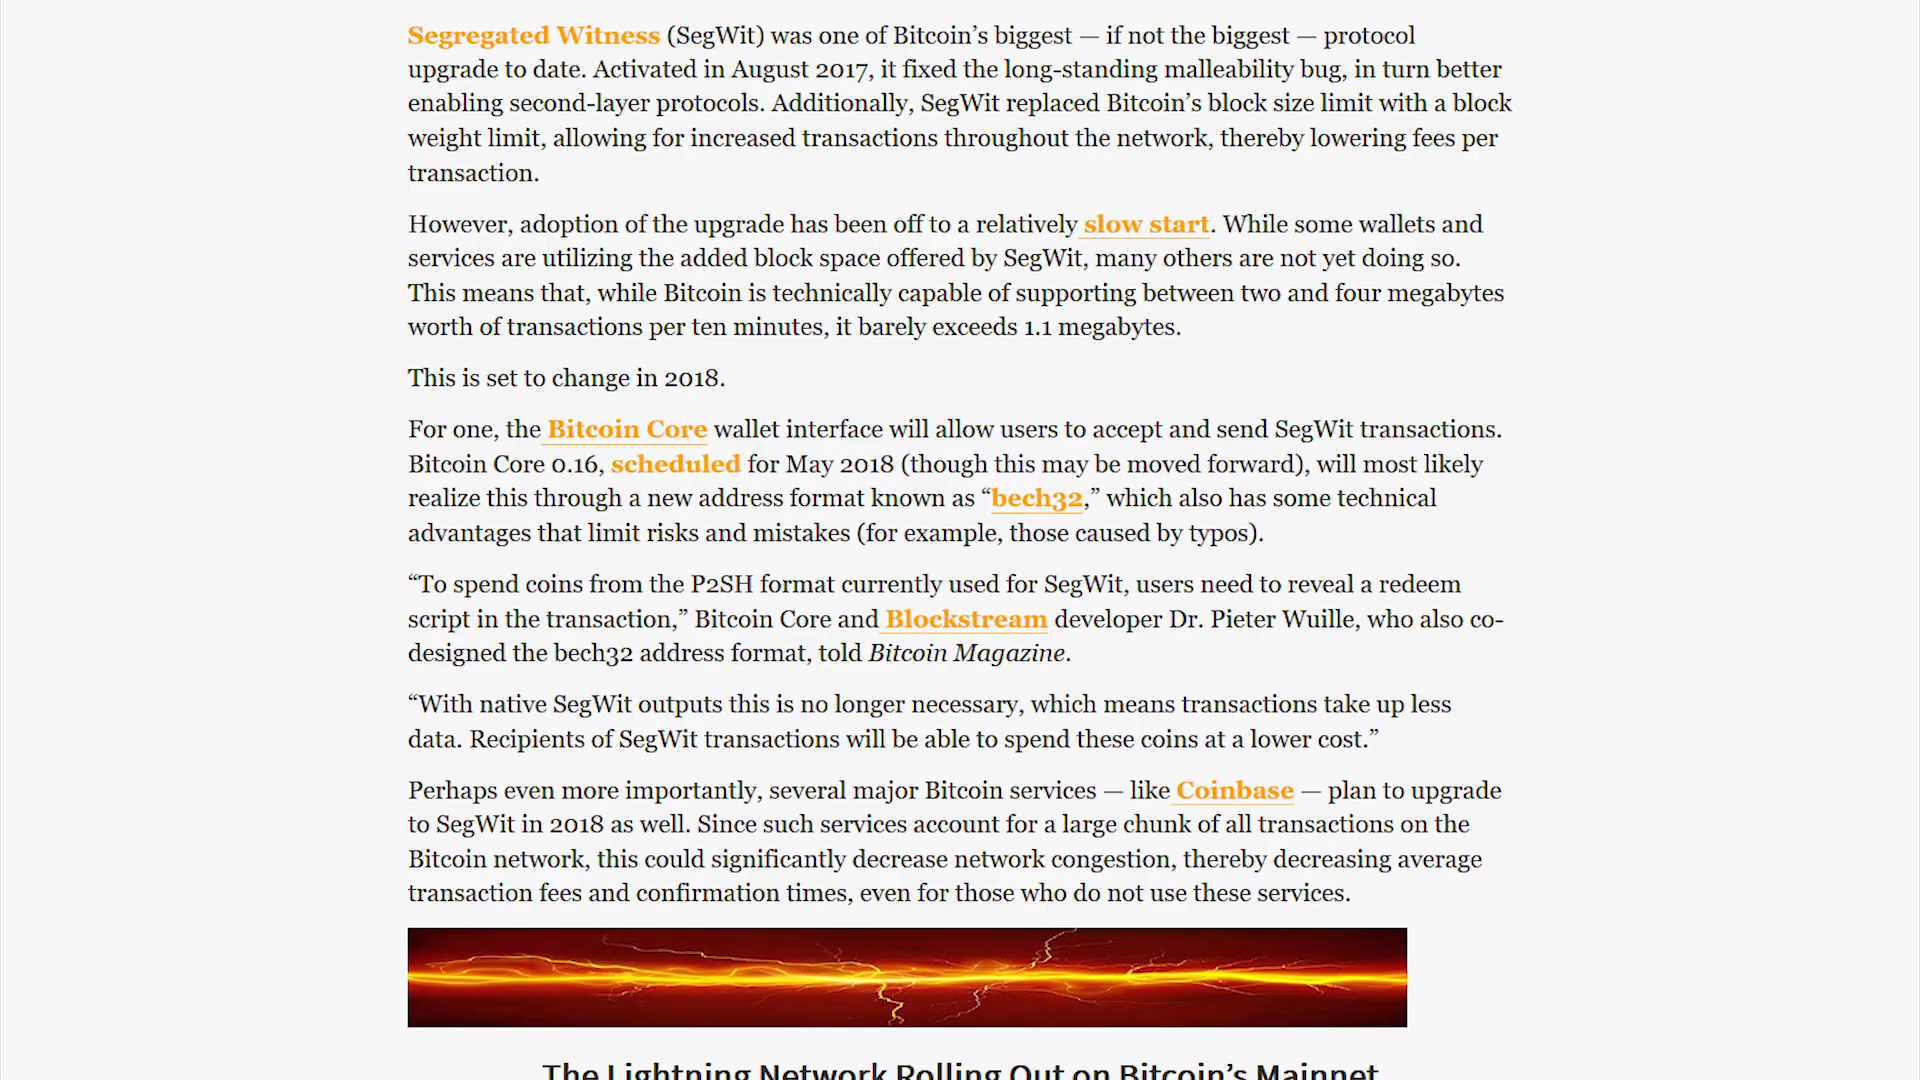 Segregated Witness (SegWit) was one of Bitcoin’s biggest — if not the biggest — protocol
upgrade to date. Activated in August 2017, it fixed the long-standing malleability bug, in turn better
enabling second-layer protocols. Additionally, SegWit replaced Bitcoin’s block size limit with a block
weight limit, allowing for increased transactions throughout the network, thereby lowering fees per
transaction.
However, adoption of the upgrade has been off to a relatively slow start. While some wallets and
services are utilizing the added block space offered by SegWit, many others are not yet doing so.
This means that, while Bitcoin is technically capable of supporting between two and four megabytes
worth of transactions per ten minutes, it barely exceeds 1.1 megabytes.
This is set to change in 2018.
For one, the Bitcoin Core wallet interface will allow users to accept and send SegWit transactions.
Bitcoin Core 0.16, scheduled for May 2018 (though this may be moved forward), will most likely
realize this through a new address format known as “bech32,” which also has some technical
advantages that limit risks and mistakes (for example, those caused by typos).
“To spend coins from the P2SH format currently used for SegWit, users need to reveal a redeem
script in the transaction,” Bitcoin Core and Blockstream developer Dr. Pieter Wuille, who also co-
designed the bech32 address format, told Bitcoin Magazine.
“With native SegWit outputs this is no longer necessary, which means transactions take up less
data. Recipients of SegWit transactions will be able to spend these coins at a lower cost.”
Perhaps even more importantly, several major Bitcoin services — like Coinbase — plan to upgrade
to SegWit in 2018 as well. Since such services account for a large chunk of all transactions on the
Bitcoin network, this could significantly decrease network congestion, thereby decreasing average
transaction fees and confirmation times, even for those who do not use these services.
The Lightning Network Rolling Out on Bitcoin’s Mainnet